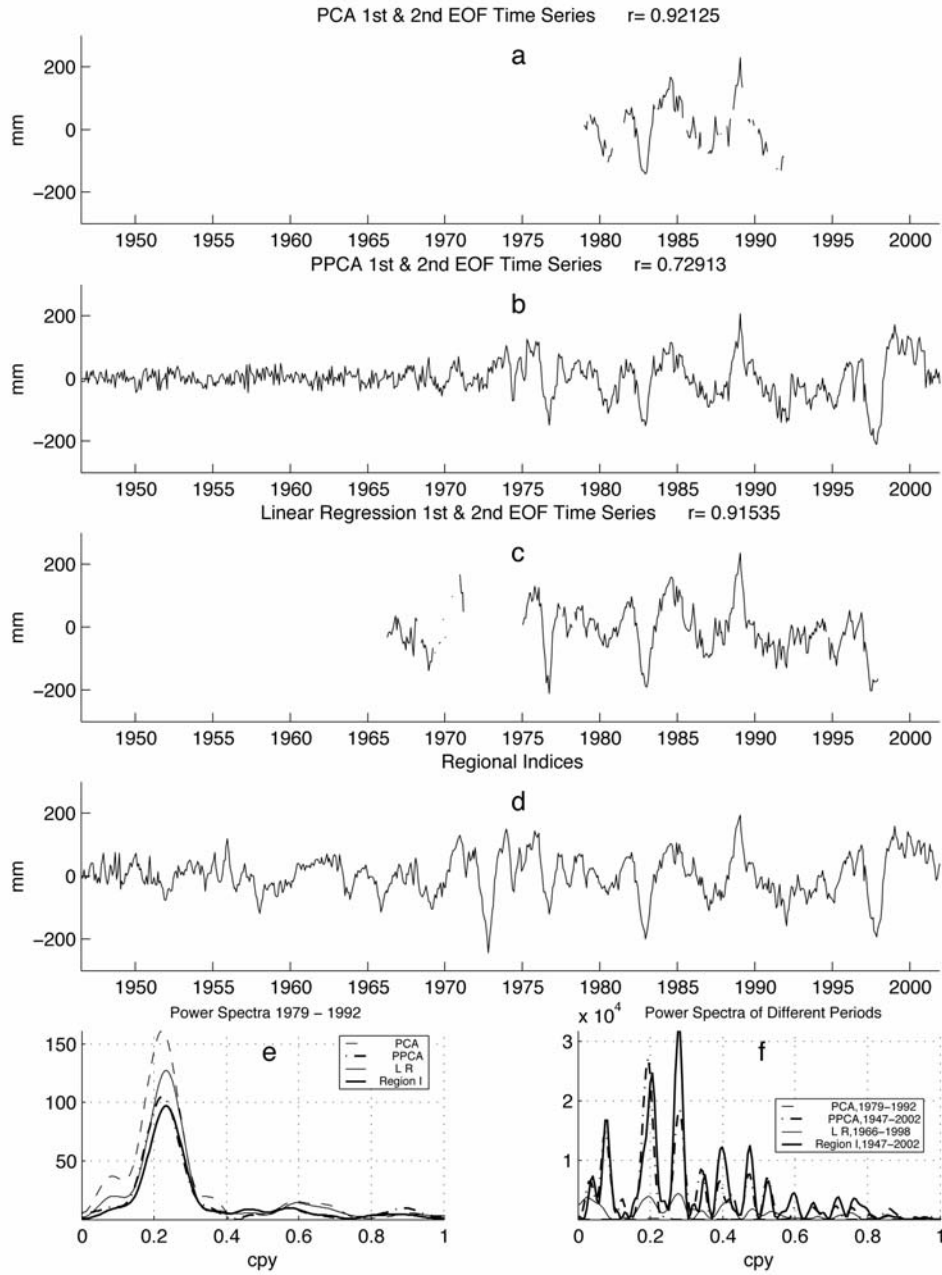 PCA 1st & 2nd EOF Time Series r= 0.92125
a
200
0
−200
mm
1950 1955 1960 1965 1970 1975 1980 1985 1990 1995 2000
PPCA 1st & 2nd EOF Time Series r= 0.72913
b
200
0
−200
mm
1950 1955 1960 1965 1970 1975 1980 1985 1990 1995 2000
Linear Regression 1st & 2nd EOF Time Series r= 0.91535
c
200
0
−200
mm
1950 1955 1960 1965 1970 1975 1980 1985 1990 1995 2000
Regional Indices
d
200
0
−200
mm
1950 1955 1960 1965 1970 1975 1980 1985 1990 1995 2000
Power Spectra 1979 − 1992
e
150
100
50
PCA
PPCA
L R
Region I
0 0.2 0.4 0.6 0.8 1
cpy
x 10^4
Power Spectra of Different Periods
f
3
2
1
PCA,1979−1992
PPCA,1947−2002
L R,1966−1998
Region I,1947−2002
0 0.2 0.4 0.6 0.8 1
cpy